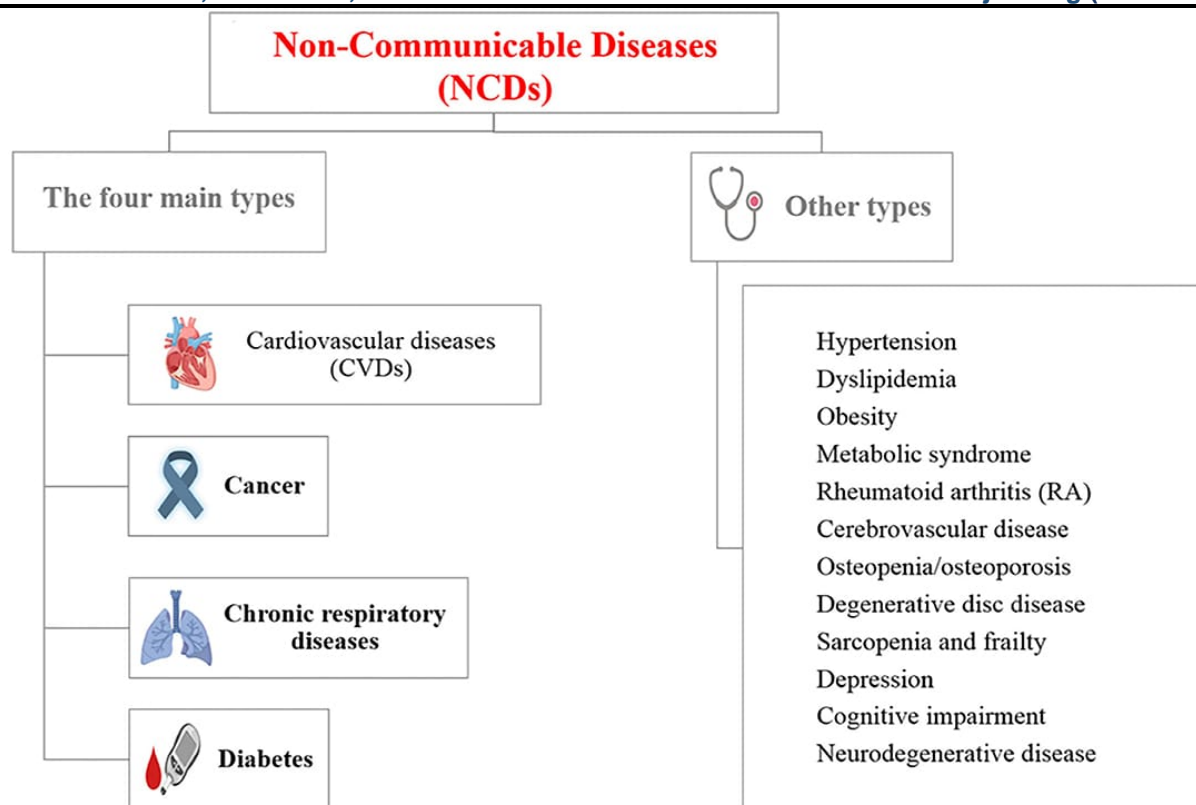 Non-Communicable Diseases
(NCDs)
The four main types
Cardiovascular diseases
(CVDs)
Cancer
Chronic respiratory
diseases
Diabetes
Other types
Hypertension
Dyslipidemia
Obesity
Metabolic syndrome
Rheumatoid arthritis (RA)
Cerebrovascular disease
Osteopenia/osteoporosis
Degenerative disc disease
Sarcopenia and frailty
Depression
Cognitive impairment
Neurodegenerative disease